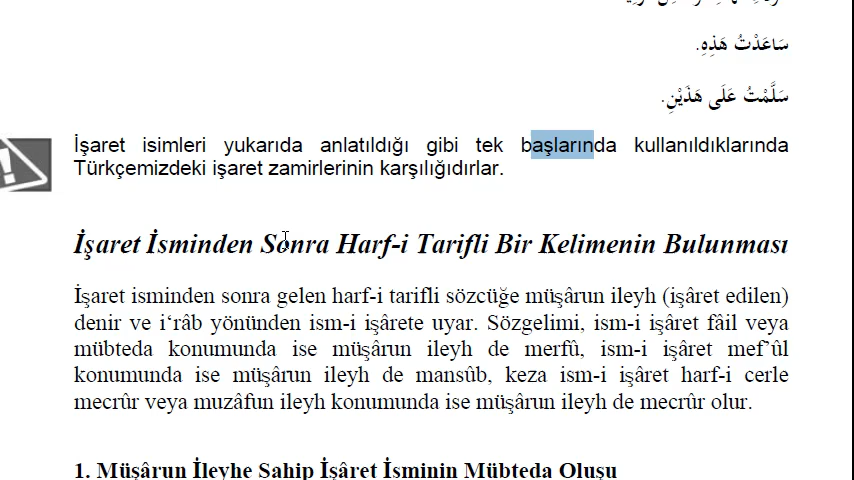 سَاعَدْتُ هَذِهِ.
سَلَّمْتُ عَلَى هَذَيْنِ.
İşaret isimleri yukarıda anlatıldığı gibi tek başlarında kullanıldıklarında
Türkçemizdeki işaret zamirlerinin karşılığıdırlar.
İşaret İsminden Sonra Harf-i Tarifli Bir Kelimenin Bulunması
İşaret isminden sonra gelen harf-i tarifli sözcüğe müşârun ileyh (işâret edilen)
denir ve i‘râb yönünden ism-i işârete uyar. Sözgelimi, ism-i işâret fâil veya
mübteda konumunda ise müşârun ileyh de merfû, ism-i işâret mef’ûl
konumunda ise müşârun ileyh de mansûb, keza ism-i işâret harf-i cerle
mecrûr veya muzâfun ileyh konumunda ise müşârun ileyh de mecrûr olur.
1. Müşârun İleyhe Sahip İşâret İsminin Mübteda Oluşu